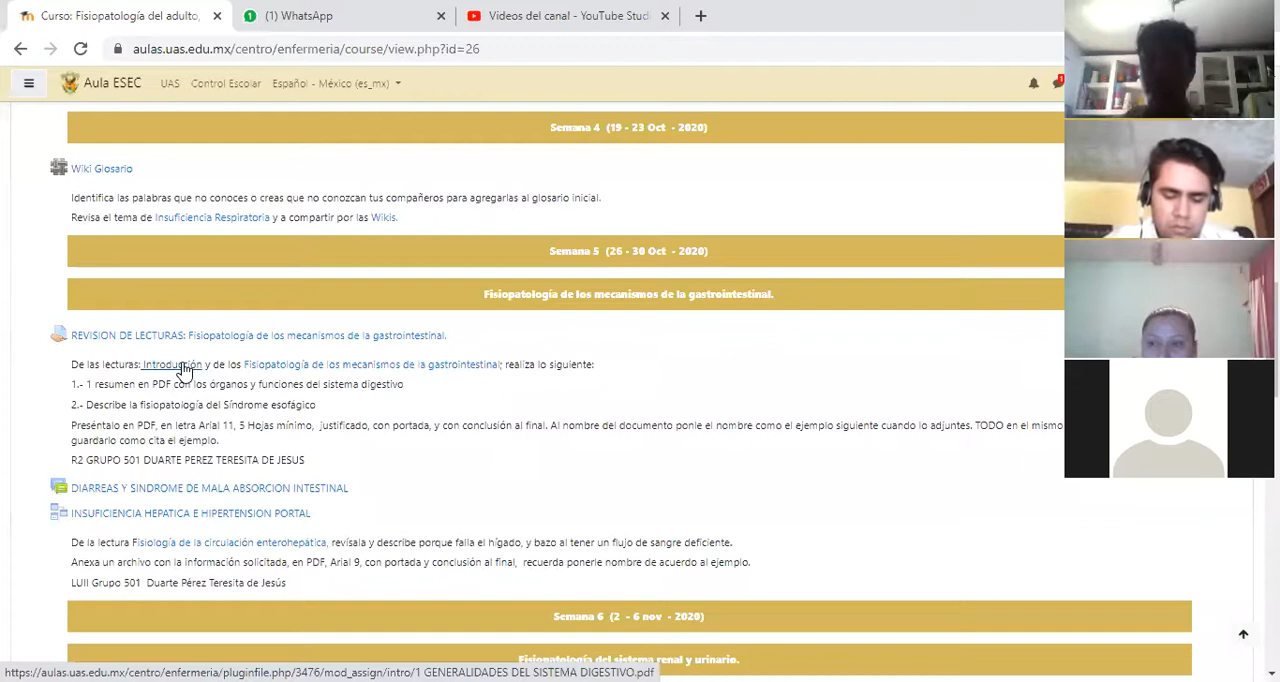 Curso: Fisiopatología del adulto,
(1) WhatsApp
Videos del canal - YouTube Stud
aulas.uas.edu.mx/centro/enfermeria/course/view.php?id=26
Aula ESEC UAS Control Escolar Español - México (es_mx)
1
Semana 4 (19 - 23 Oct - 2020)
Wiki Glosario
Identifica las palabras que no conoces o creas que no conozcan tus compañeros para agregarlas al glosario inicial.
Revisa el tema de Insuficiencia Respiratoria y a compartir por las Wikis.
Semana 5 (26 - 30 Oct - 2020)
Fisiopatología de los mecanismos de la gastrointestinal.
REVISION DE LECTURAS: Fisiopatología de los mecanismos de la gastrointestinal.
De las lecturas: Introducción y de los Fisiopatología de los mecanismos de la gastrointestinal; realiza lo siguiente:
1.- 1 resumen en PDF con los órganos y funciones del sistema digestivo
2.- Describe la fisiopatología del Síndrome esofágico
Preséntalo en PDF, en letra Arial 11, 5 Hojas mínimo, justificado, con portada, y con conclusión al final. Al nombre del documento ponle el nombre como el ejemplo siguiente cuando lo adjuntes. TODO en el mismo
guardarlo como cita el ejemplo.
R2 GRUPO 501 DUARTE PEREZ TERESITA DE JESUS
DIARREAS Y SINDROME DE MALA ABSORCION INTESTINAL
INSUFICIENCIA HEPATICA E HIPERTENSION PORTAL
De la lectura Fisiología de la circulación enterohepática, revísala y describe porque falla el hígado, y bazo al tener un flujo de sangre deficiente.
Anexa un archivo con la información solicitada, en PDF, Arial 9, con portada y conclusión al final, recuerda ponerle nombre de acuerdo al ejemplo.
LUII Grupo 501 Duarte Pérez Teresita de Jesús
Semana 6 (2 - 6 nov - 2020)
Fisiopatología del sistema renal y urinario.
https://aulas.uas.edu.mx/centro/enfermeria/pluginfile.php/3476/mod_assign/intro/1 GENERALIDADES DEL SISTEMA DIGESTIVO.pdf